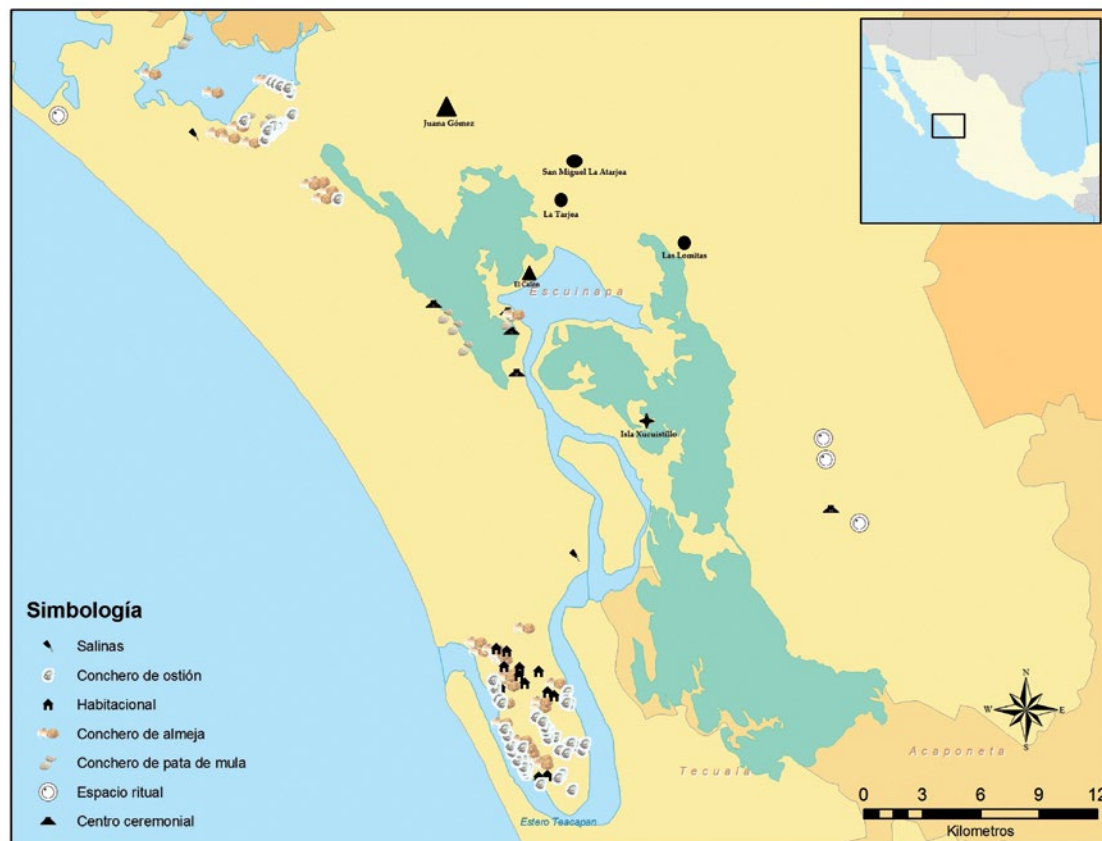 Juana Gómez
San Miguel La Atarjea
La Tarjea
Las Lomitas
El Calón
Escuinapa
Isla Xucuistillo
Simbología
Salinas
Conchero de ostión
Habitacional
Conchero de almeja
Conchero de pata de mula
Espacio ritual
Centro ceremonial
Estero Teacapan
Tecuala
Acaponeta
N
W E
S
0 3 6 9 12
Kilometros